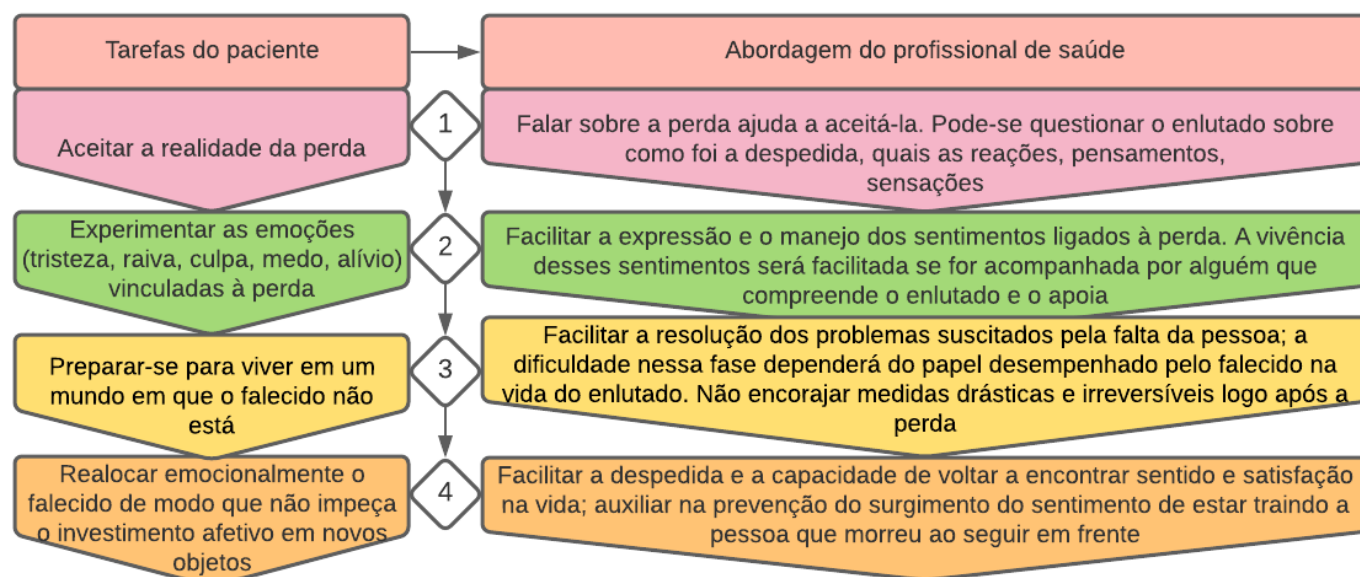 Tarefas do paciente
Abordagem do profissional de saúde
Aceitar a realidade da perda
1
Falar sobre a perda ajuda a aceitá-la. Pode-se questionar o enlutado sobre
como foi a despedida, quais as reações, pensamentos,
sensações
Experimentar as emoções
(tristeza, raiva, culpa, medo, alívio)
vinculadas à perda
2
Facilitar a expressão e o manejo dos sentimentos ligados à perda. A vivência
desses sentimentos será facilitada se for acompanhada por alguém que
compreende o enlutado e o apoia
Preparar-se para viver em um
mundo em que o falecido não
está
3
Facilitar a resolução dos problemas suscitados pela falta da pessoa; a
dificuldade nessa fase dependerá do papel desempenhado pelo falecido na
vida do enlutado. Não encorajar medidas drásticas e irreversíveis logo após a
perda
Realocar emocionalmente o
falecido de modo que não impeça
o investimento afetivo em novos
objetos
4
Facilitar a despedida e a capacidade de voltar a encontrar sentido e satisfação
na vida; auxiliar na prevenção do surgimento do sentimento de estar traindo a
pessoa que morreu ao seguir em frente